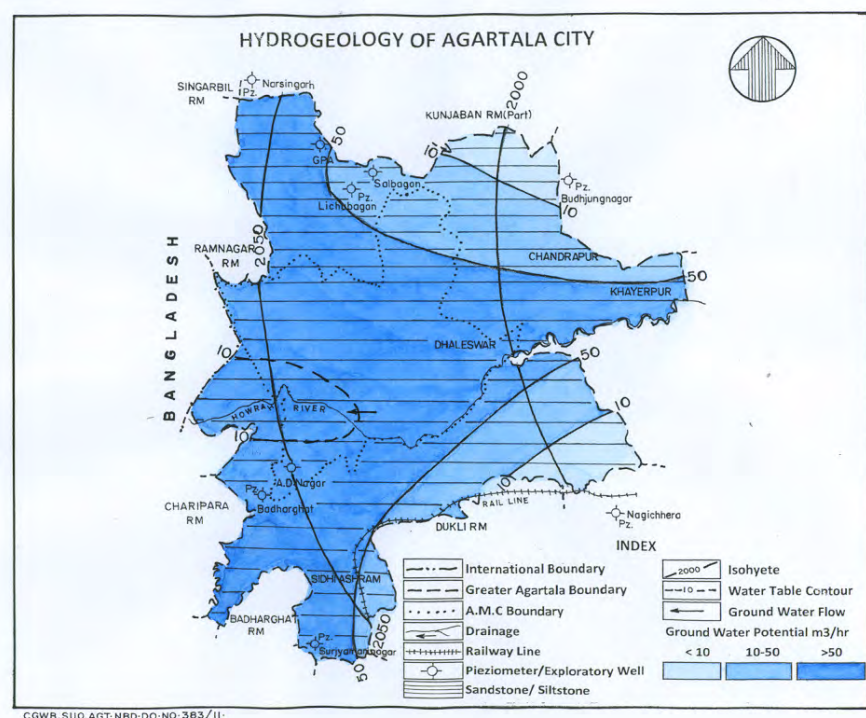 HYDROGEOLOGY OF AGARTALA CITY
SINGARBIL
RM
Pz.
Narsingarh
2000
KUNJABAN RM(Part)
50
GPA
10
Salbagan
Pz.
Lichubagan
Pz.
Budhjungnagar
10
BANGLADESH
RAMNAGAR
RM
2050
CHANDRAPUR
50
KHAYERPUR
DHALESWAR
10
50
HOWRA RIVER
10
10
A.D.Nagar
Pz.
Badharghat
10
RAIL LINE
CHARIPARA
RM
DUKLI RM
Nagichhera
Pz.
SIDHI ASHRAM
BADHARGHAT
RM
Pz.
2050
50
INDEX
International Boundary
Greater Agartala Boundary
A.M.C Boundary
Drainage
Railway Line
Pieziometer/Exploratory Well
Sandstone/ Siltstone
2000
Isohyete
10
Water Table Contour
Ground Water Flow
Ground Water Potential m3/hr
< 10
10-50
>50